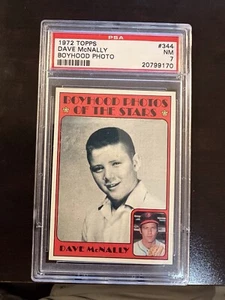 PSA
1972 TOPPS #344
DAVE McNALLY NM
BOYHOOD PHOTO 7
20799170
BOYHOOD PHOTOS
OF THE STARS
DAVE McNALLY